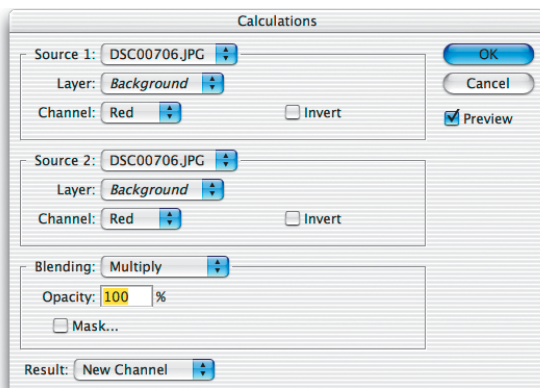 Calculations
Source 1: DSC00706.JPG
OK
Layer: Background
Cancel
Channel: Red
Invert
Preview
Source 2: DSC00706.JPG
Layer: Background
Channel: Red
Invert
Blending: Multiply
Opacity: 100 %
Mask...
Result: New Channel